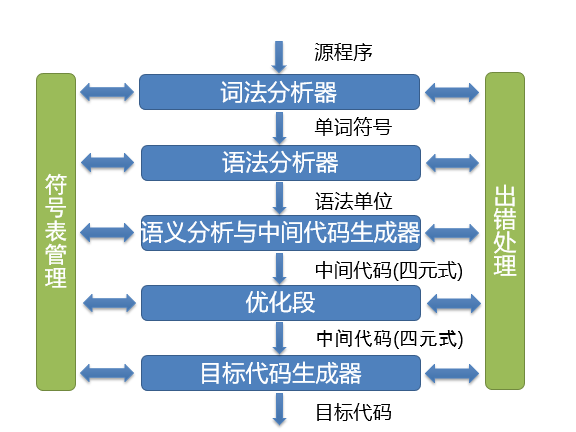 源程序
词法分析器
单词符号
语法分析器
语法单位
语义分析与中间代码生成器
中间代码(四元式)
优化段
中间代码(四元式)
目标代码生成器
目标代码
符号表管理
出错处理